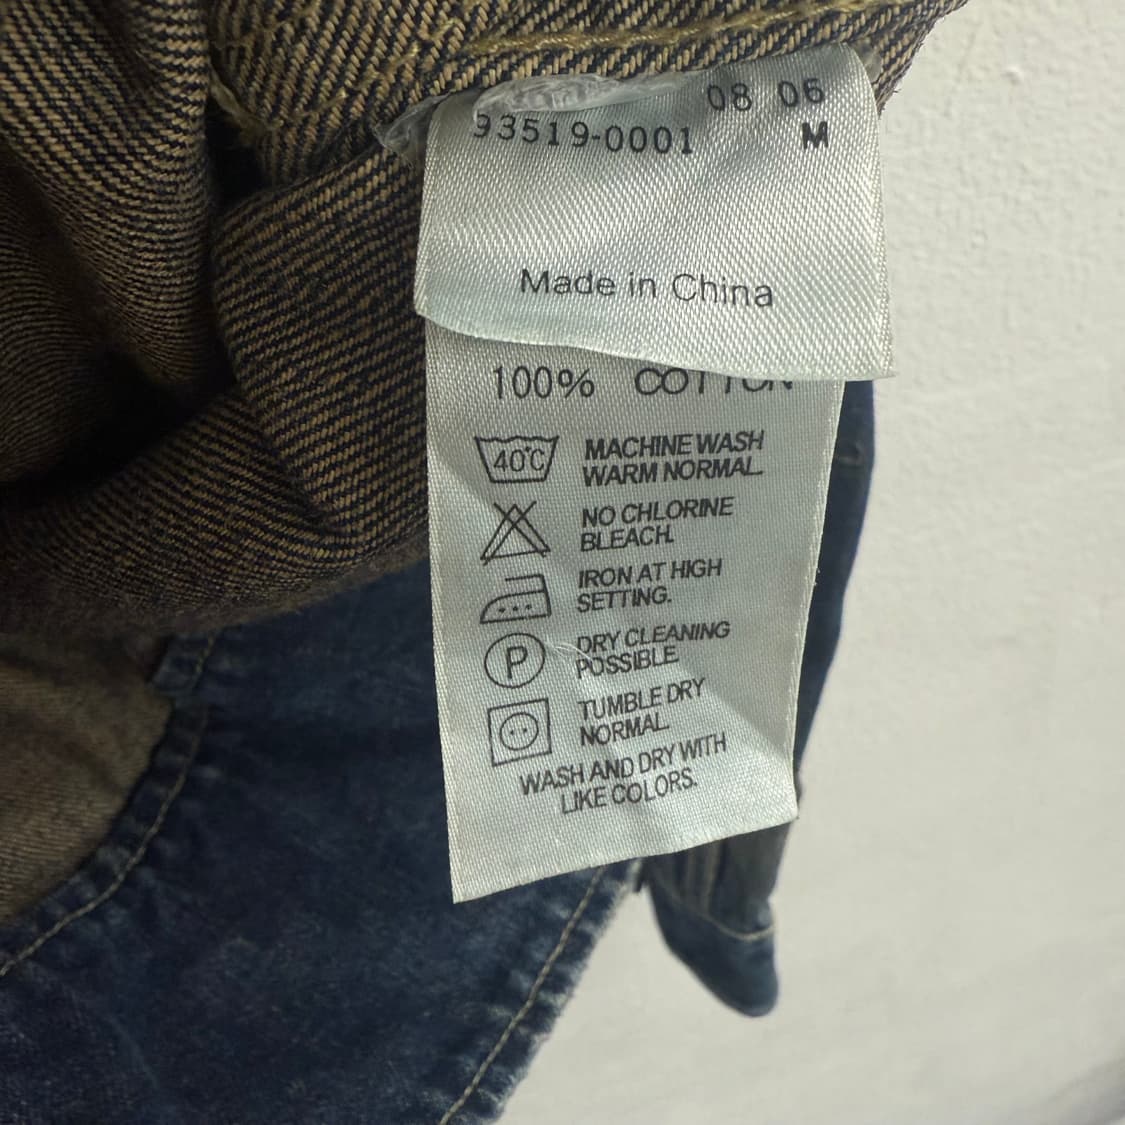 08 06
93519-0001 M
Made in China
100% COTTON
40°C MACHINE WASH
WARM NORMAL.
NO CHLORINE
BLEACH.
IRON AT HIGH
SETTING.
P DRY CLEANING
POSSIBLE
TUMBLE DRY
NORMAL
WASH AND DRY WITH
LIKE COLORS.